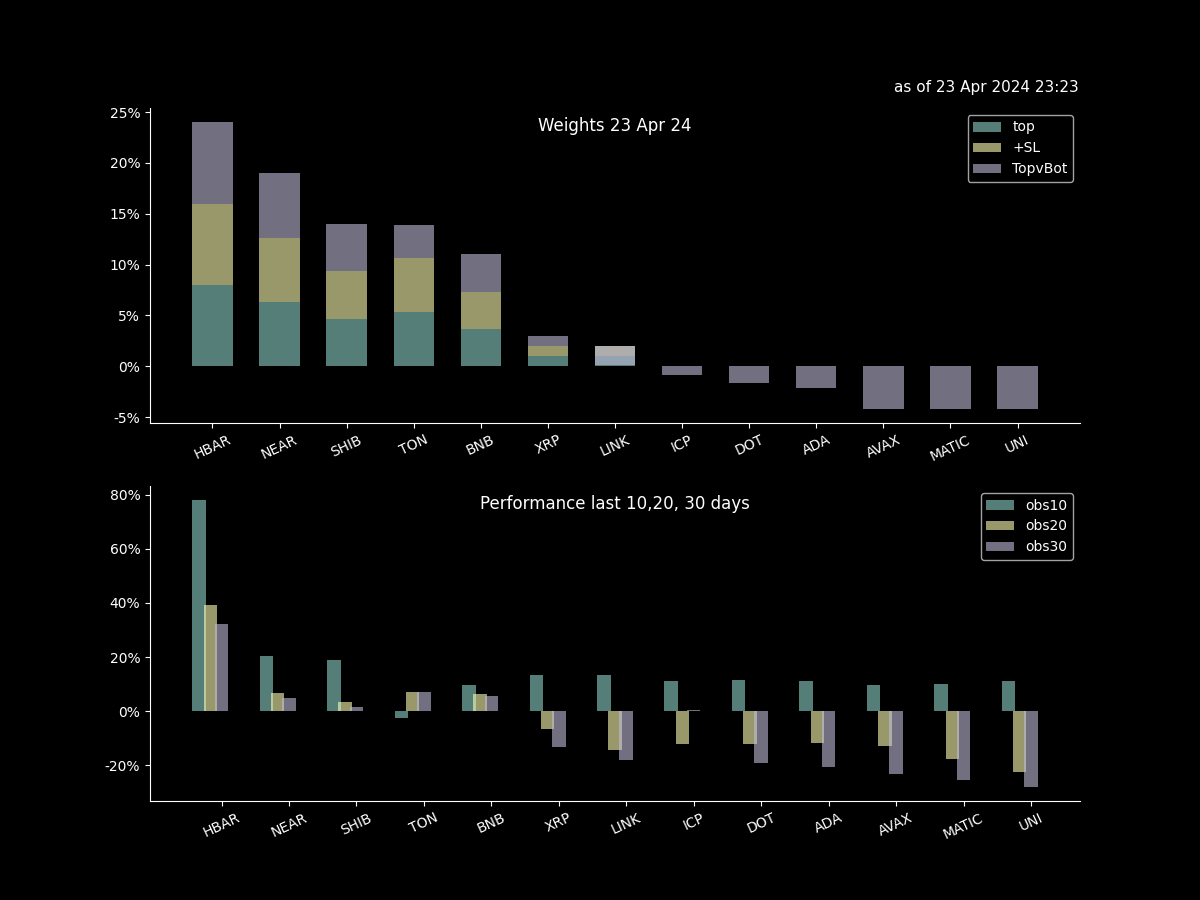 as of 23 Apr 2024 23:23
Weights 23 Apr 24
25%
20%
15%
10%
5%
0%
-5%
top
+SL
TopvBot
HBAR NEAR SHIB TON BNB XRP LINK ICP DOT ADA AVAX MATIC UNI
Performance last 10,20, 30 days
80%
60%
40%
20%
0%
-20%
obs10
obs20
obs30
HBAR NEAR SHIB TON BNB XRP LINK ICP DOT ADA AVAX MATIC UNI